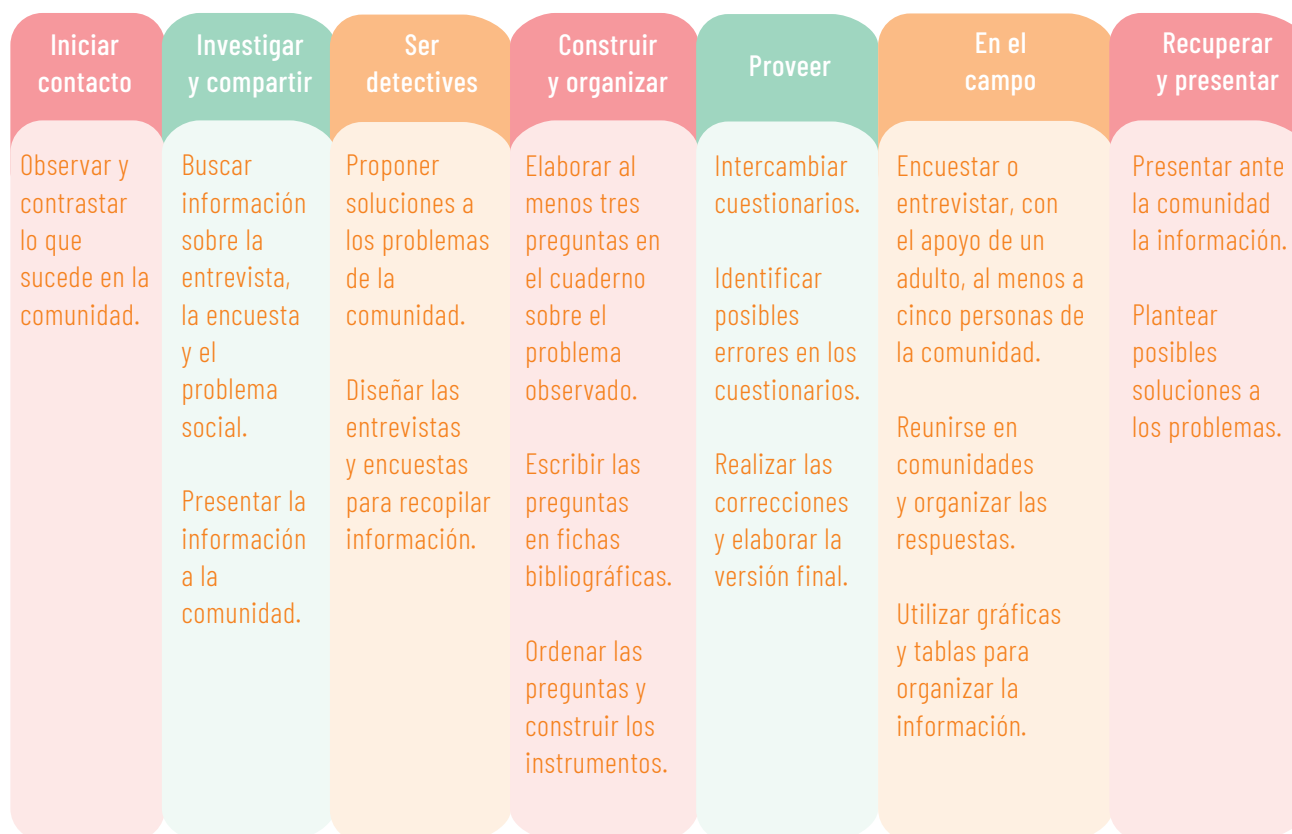 Iniciar
contacto
Observar y
contrastar
lo que
sucede en la
comunidad.
Investigar
y compartir
Buscar
información
sobre la
entrevista,
la encuesta
y el
problema
social.
Presentar la
información
a la
comunidad.
Ser
detectives
Proponer
soluciones a
los problemas
de la
comunidad.
Diseñar las
entrevistas
y encuestas
para recopilar
información.
Construir
y organizar
Elaborar al
menos tres
preguntas en
el cuaderno
sobre el
problema
observado.
Escribir las
preguntas
en fichas
bibliográficas.
Ordenar las
preguntas y
construir los
instrumentos.
Proveer
Intercambiar
cuestionarios.
Identificar
posibles
errores en los
cuestionarios.
Realizar las
correcciones
y elaborar la
versión final.
En el
campo
Encuestar o
entrevistar, con
el apoyo de un
adulto, al menos a
cinco personas de
la comunidad.
Reunirse en
comunidades
y organizar las
respuestas.
Utilizar gráficas
y tablas para
organizar la
información.
Recuperar
y presentar
Presentar ante
la comunidad
la información.
Plantear
posibles
soluciones a
los problemas.